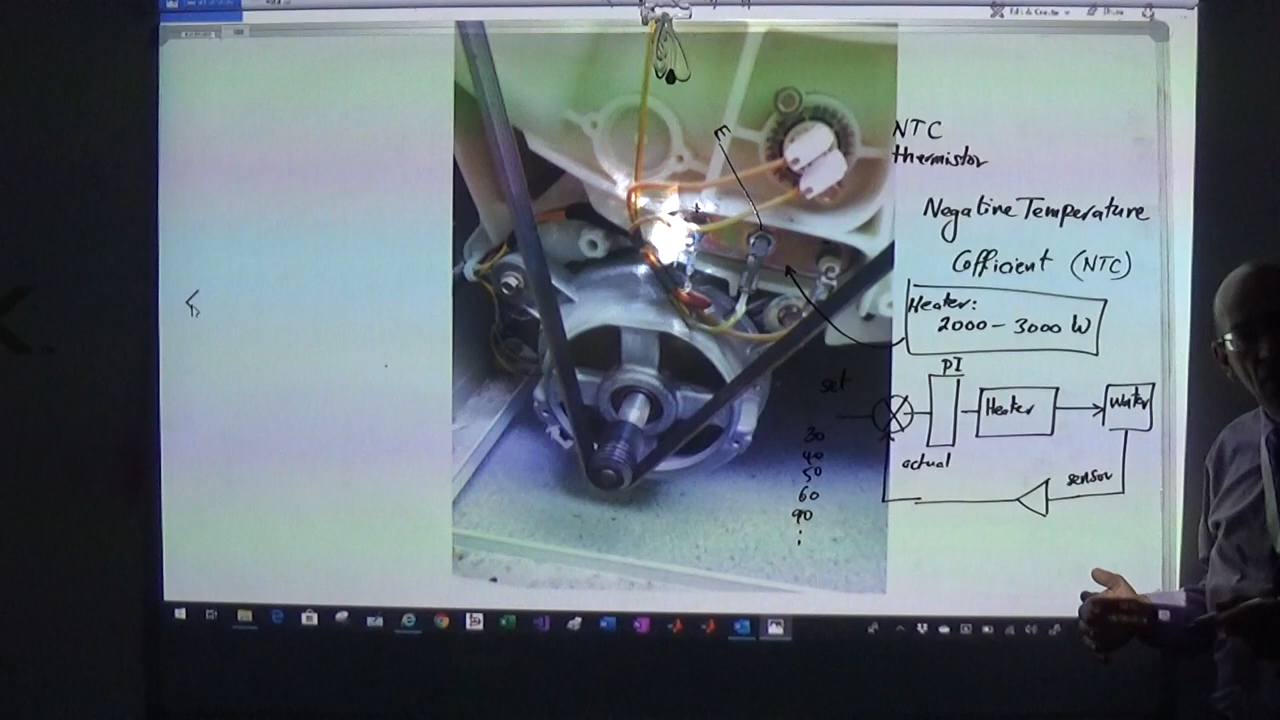 E
NTC
thermistor
Negatine Temperature
Cofficient (NTC)
Heater:
2000 - 3000 W
PI
set
Heater
Water
30
40
50
60
90
actual
sensor